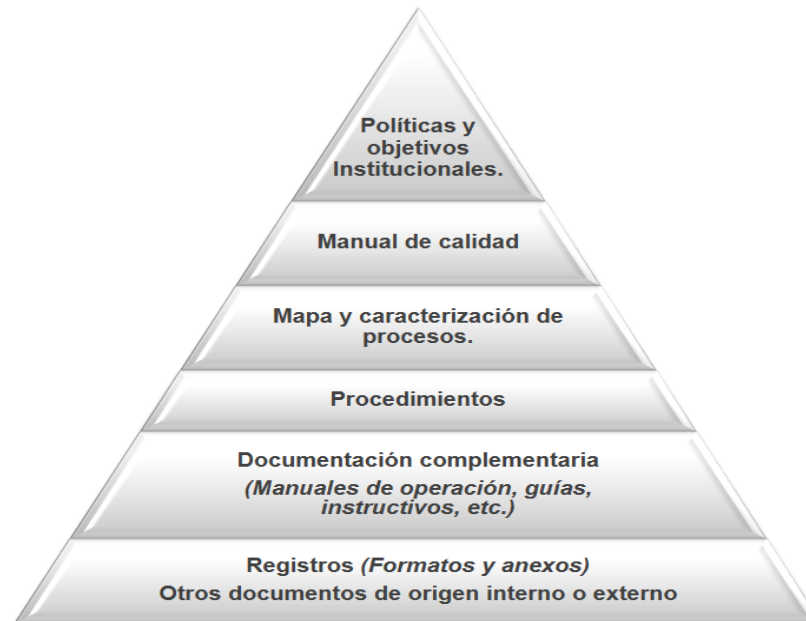 Políticas y
objetivos
Institucionales.
Manual de calidad
Mapa y caracterización de
procesos.
Procedimientos
Documentación complementaria
(Manuales de operación, guías,
instructivos, etc.)
Registros (Formatos y anexos)
Otros documentos de origen interno o externo